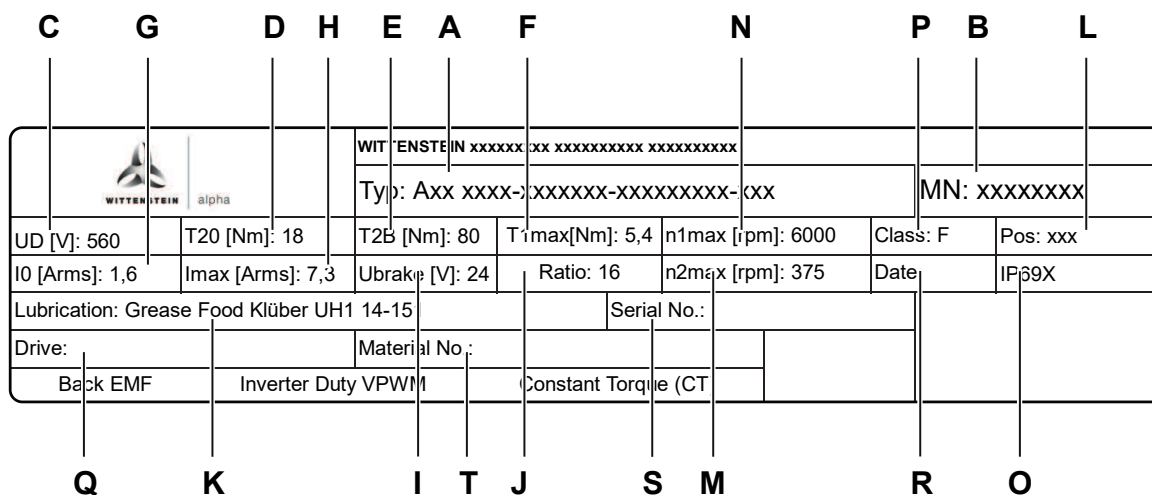 C G D H E A F N P B L
WITTENSTEIN alpha
WITTENSTEIN xxxxxxxxx xxxxxxxxxx xxxxxxxxxx
Typ: Axx xxxx-xxxxxxx-xxxxxxxxx-xxx MN: xxxxxxxx
UD [V]: 560 T20 [Nm]: 18 T2B [Nm]: 80 T1max[Nm]: 5,4 n1max [rpm]: 6000 Class: F Pos: xxx
I0 [Arms]: 1,6 Imax [Arms]: 7,3 Ubrake [V]: 24 Ratio: 16 n2max [rpm]: 375 Date IP69X
Lubrication: Grease Food Klüber UH1 14-151 Serial No.:
Drive: Material No.:
Back EMF Inverter Duty VPWM Constant Torque (CT)
Q K I T J S M R O